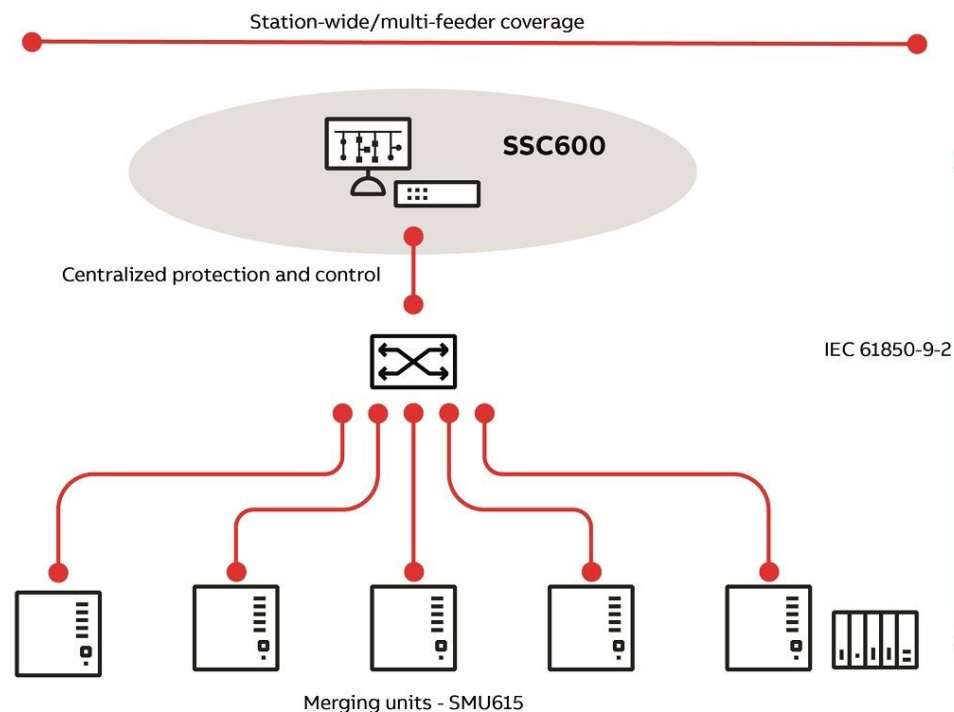 Station-wide/multi-feeder coverage
SSC600
Centralized protection and control
IEC 61850-9-2
Merging units - SMU615